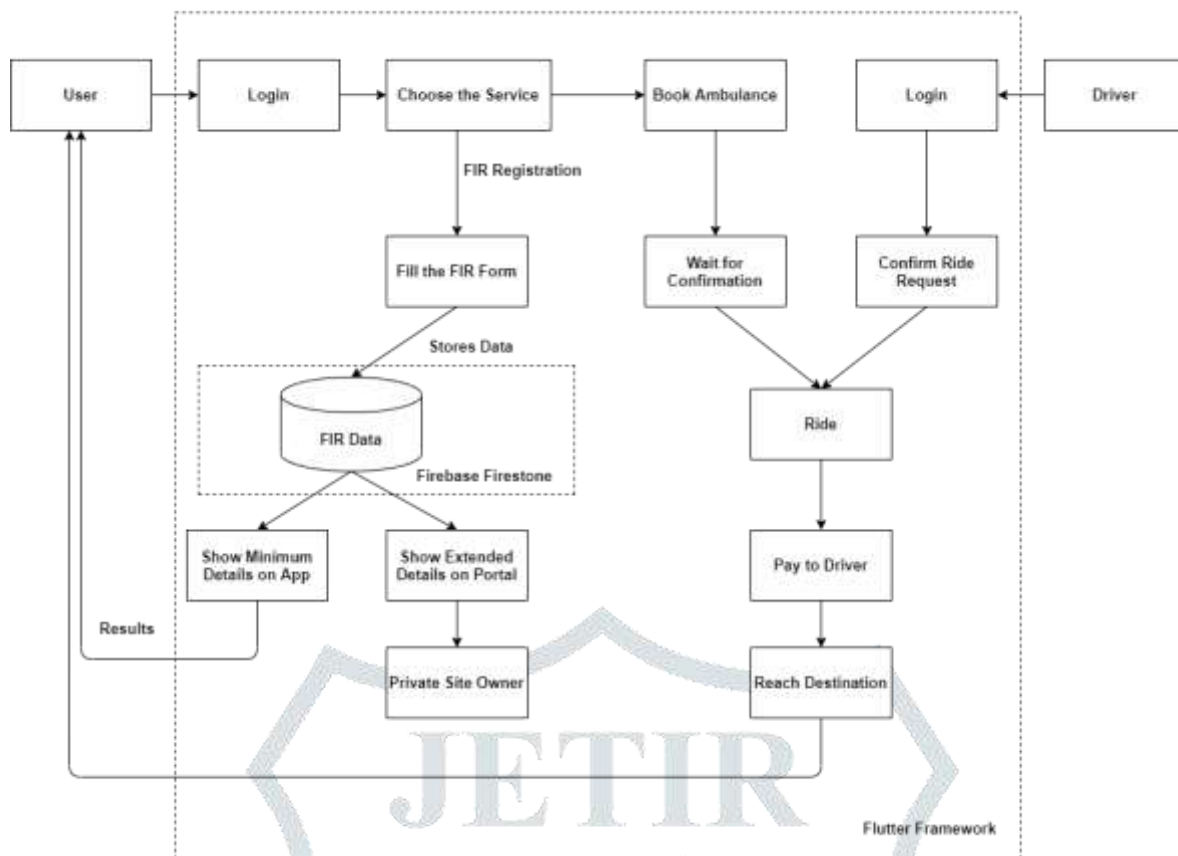 User
Login
Choose the Service
Book Ambulance
Login
Driver
FIR Registration
Fill the FIR Form
Wait for
Confirmation
Confirm Ride
Request
Stores Data
FIR Data
Ride
Firebase Firestone
Show Minimum
Details on App
Show Extended
Details on Portal
Pay to Driver
Results
Private Site Owner
Reach Destination
JETIR
Flutter Framework